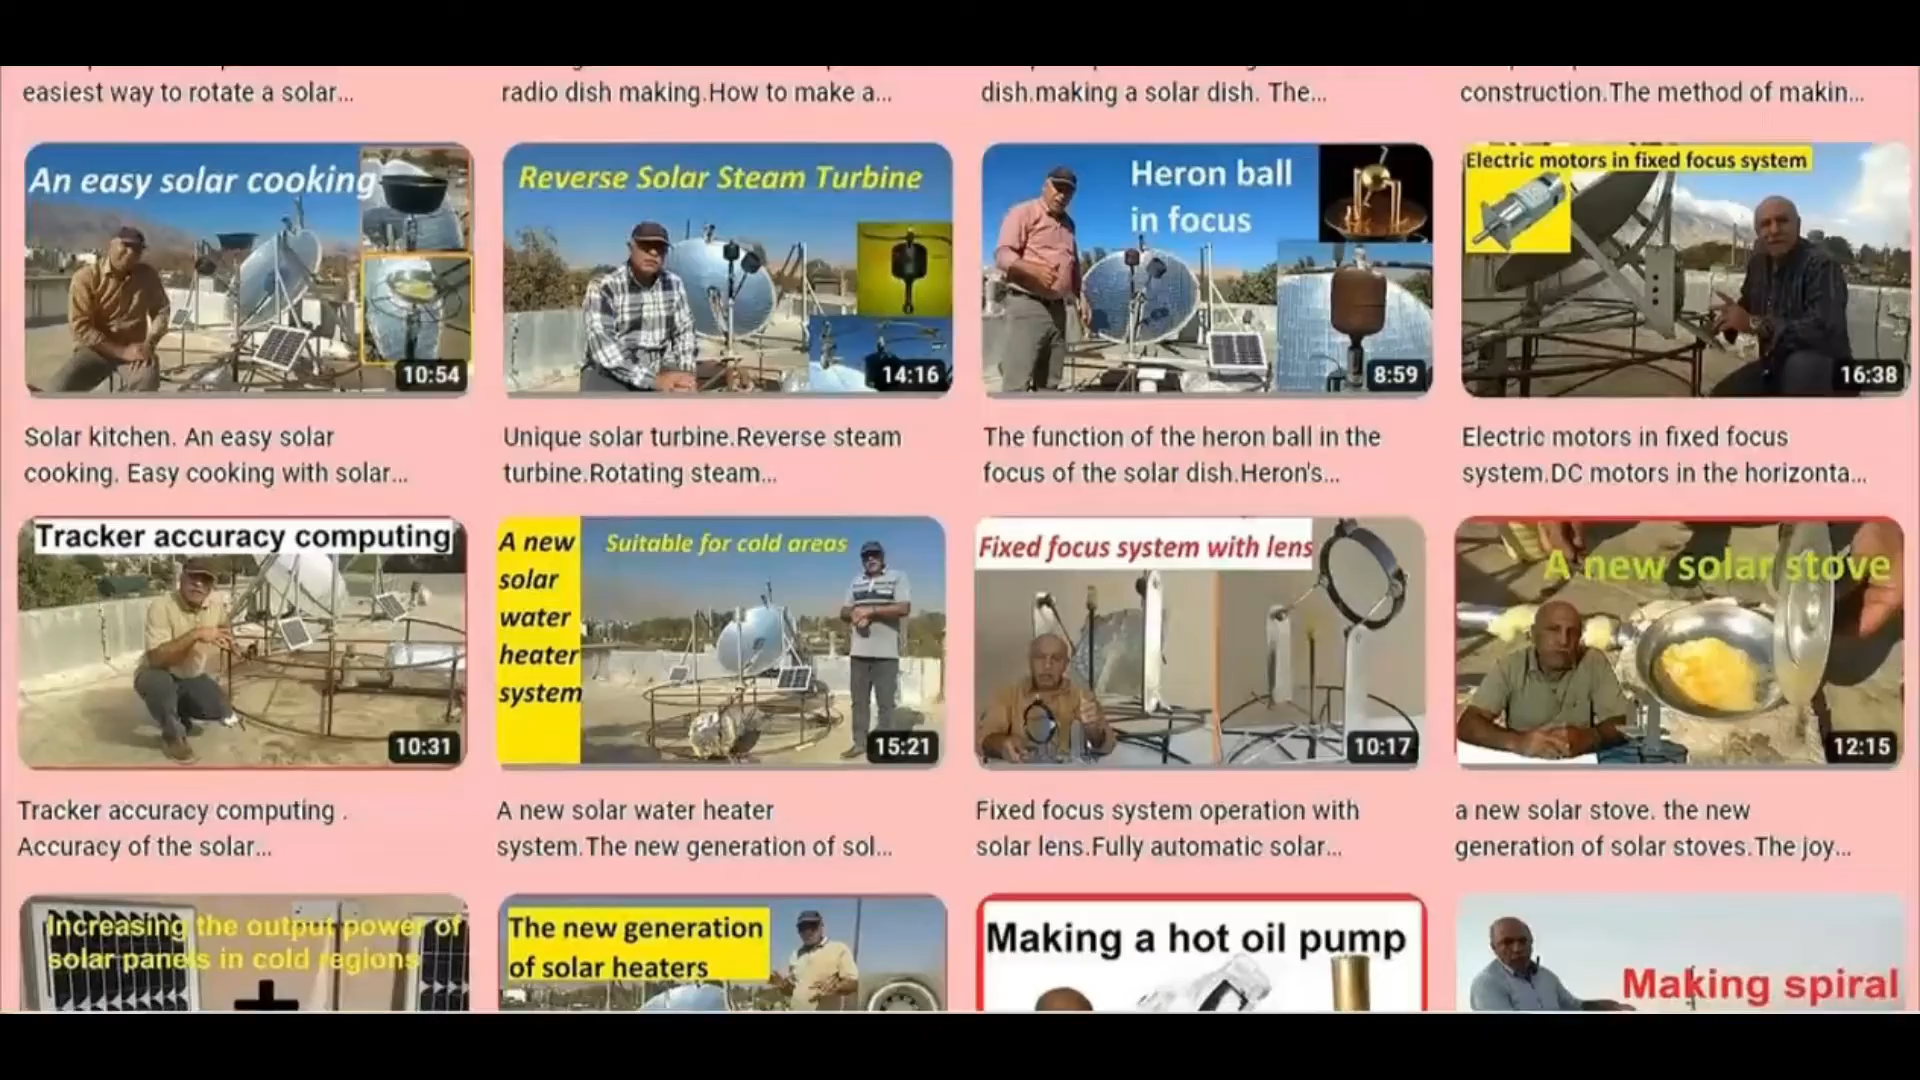 easiest way to rotate a solar...
radio dish making.How to make a...
dish.making a solar dish. The...
construction.The method of makin...
An easy solar cooking
10:54
Reverse Solar Steam Turbine
14:16
Heron ball
in focus
8:59
Electric motors in fixed focus system
16:38
Solar kitchen. An easy solar
cooking. Easy cooking with solar...
Unique solar turbine.Reverse steam
turbine.Rotating steam...
The function of the heron ball in the
focus of the solar dish.Heron's...
Electric motors in fixed focus
system.DC motors in the horizonta...
Tracker accuracy computing
10:31
A new
solar
water
heater
system
Suitable for cold areas
15:21
Fixed focus system with lens
10:17
A new solar stove
12:15
Tracker accuracy computing .
Accuracy of the solar...
A new solar water heater
system.The new generation of sol...
Fixed focus system operation with
solar lens.Fully automatic solar...
a new solar stove. the new
generation of solar stoves.The joy...
Increasing the output power of
solar panels in cold regions
The new generation
of solar heaters
Making a hot oil pump
Making spiral